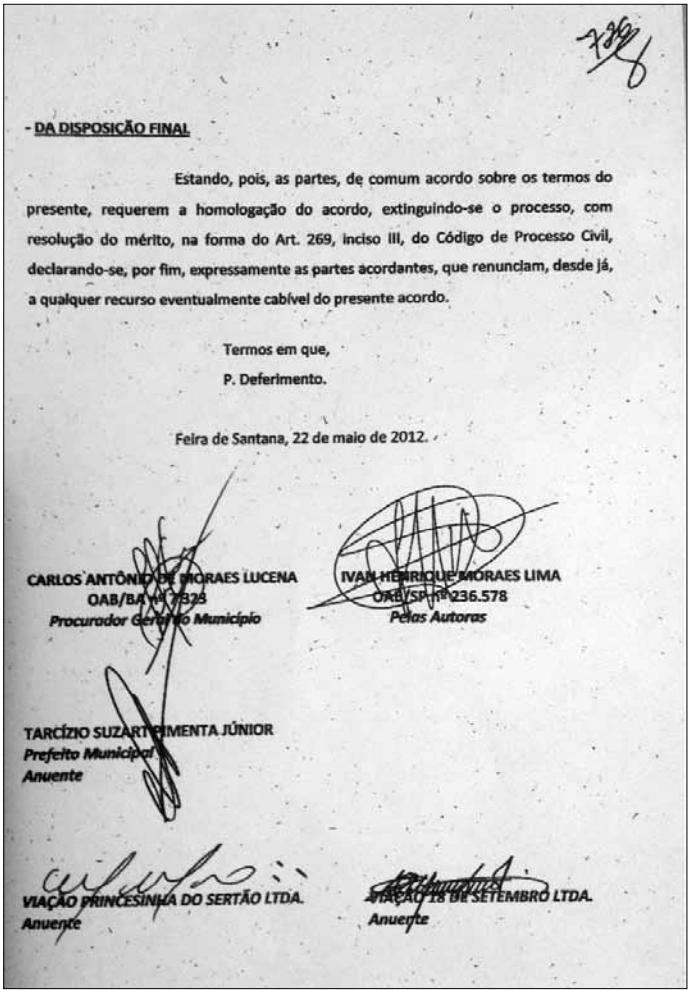 - DA DISPOSIÇÃO FINAL
Estando, pois, as partes, de comum acordo sobre os termos do
presente, requerem a homologação do acordo, extinguindo-se o processo, com
resolução do mérito, na forma do Art. 269, inciso III, do Código de Processo Civil,
declarando-se, por fim, expressamente as partes acordantes, que renunciam, desde já,
a qualquer recurso eventualmente cabível do presente acordo.
Termos em que,
P. Deferimento.
Feira de Santana, 22 de maio de 2012.
CARLOS ANTÔNIO DE MORAES LUCENA
OAB/BA nº 7.323
Procurador Geral do Município
IVAN HENRIQUE MORAES LIMA
OAB/SP nº 236.578
Pelas Autoras
TARCÍZIO SUZART PIMENTA JÚNIOR
Prefeito Municipal
Anuente
VIAÇÃO PRINCESINHA DO SERTÃO LTDA.
Anuente
VIAÇÃO 18 DE SETEMBRO LTDA.
Anuente